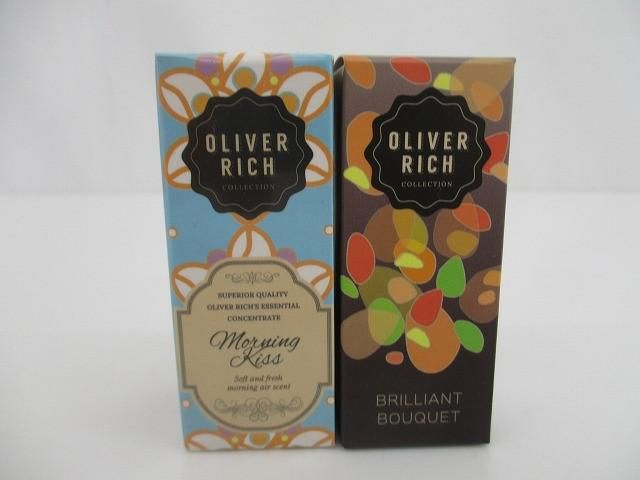 OLIVER
RICH
COLLECTION
SUPERIOR QUALITY
OLIVER RICH'S ESSENTIAL
CONCENTRATE
Morning
Kiss
Soft and fresh
morning air scent
OLIVER
RICH
COLLECTION
BRILLIANT
BOUQUET